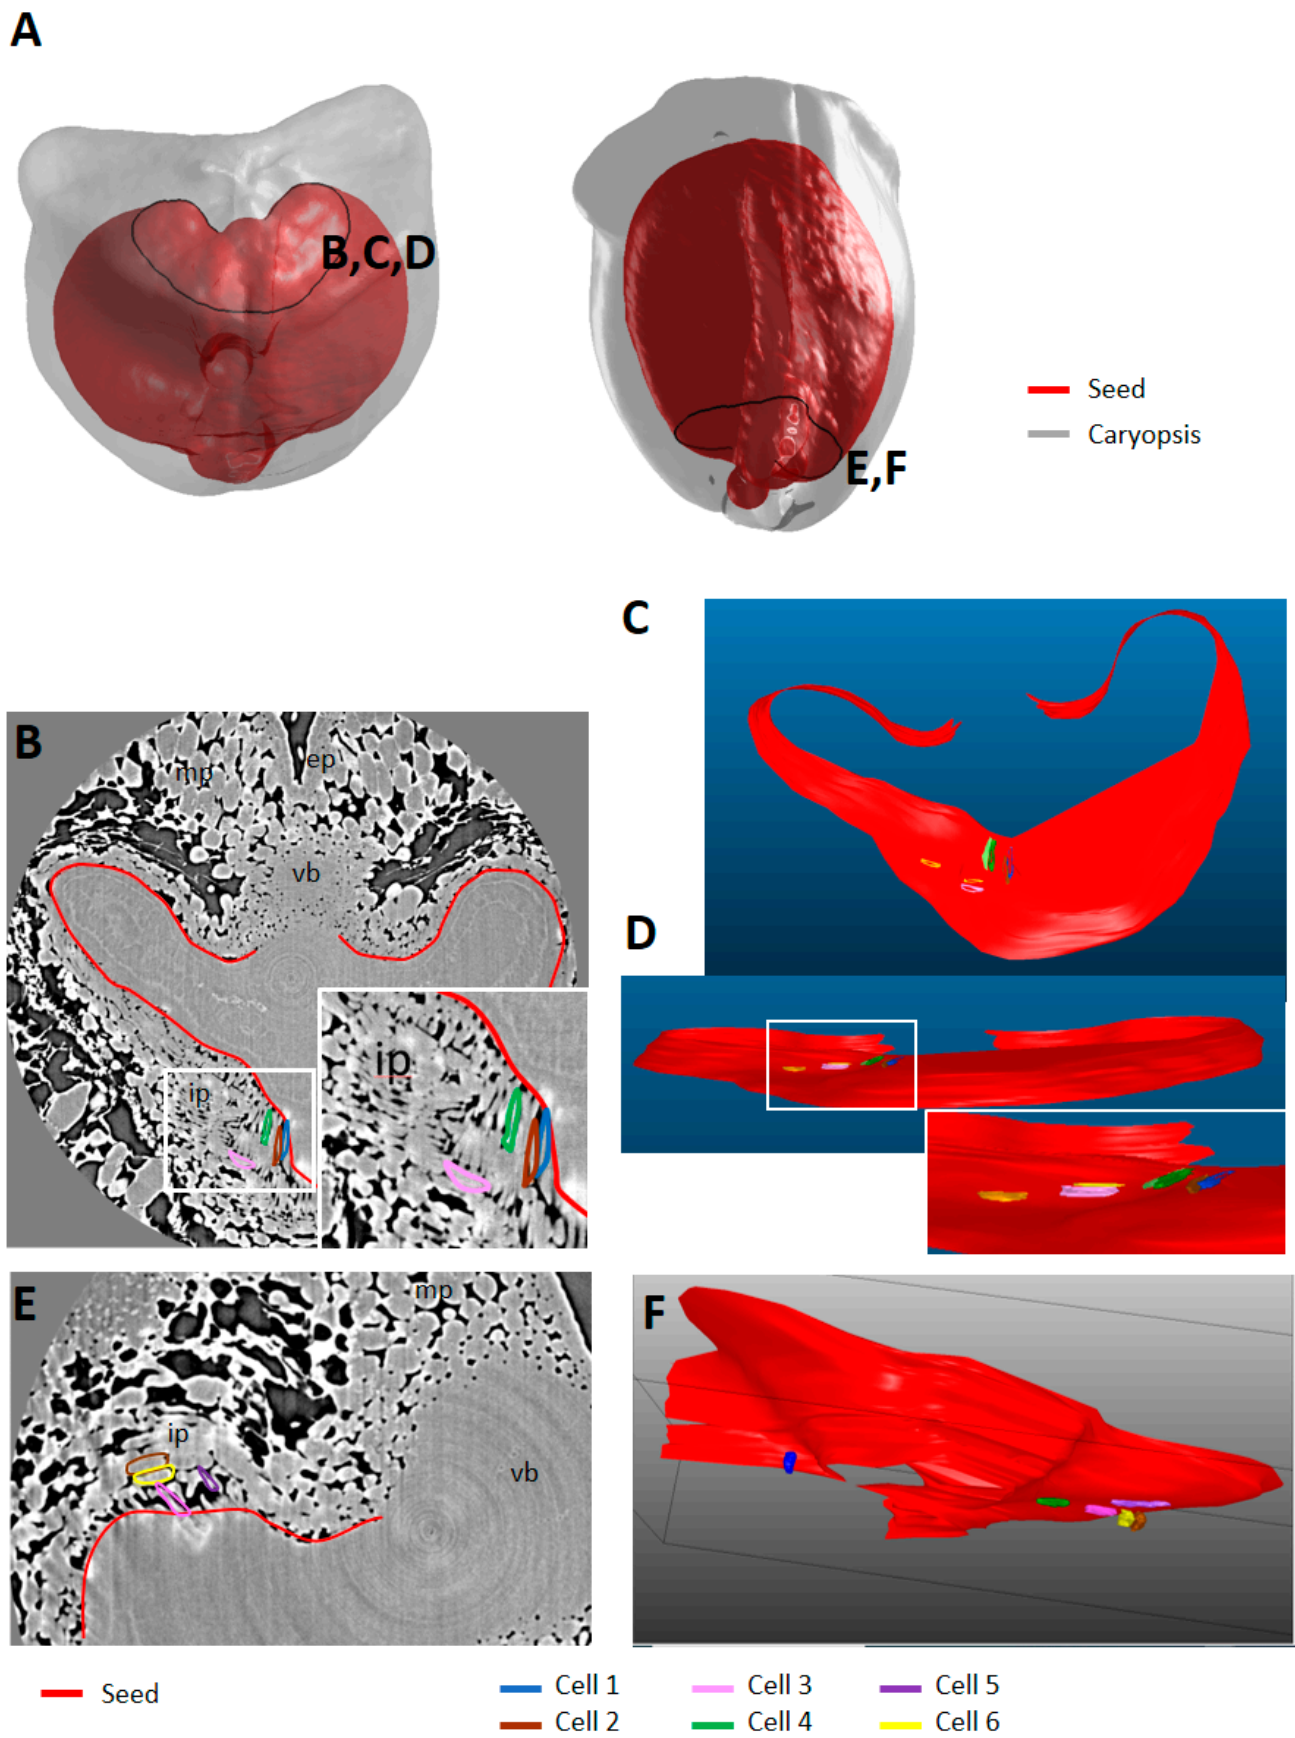 A
B,C,D
E,F
Seed
Caryopsis
C
B
mp
ep
vb
ip
ip
D
E
mp
ip
vb
F
Seed
Cell 1
Cell 3
Cell 5
Cell 2
Cell 4
Cell 6